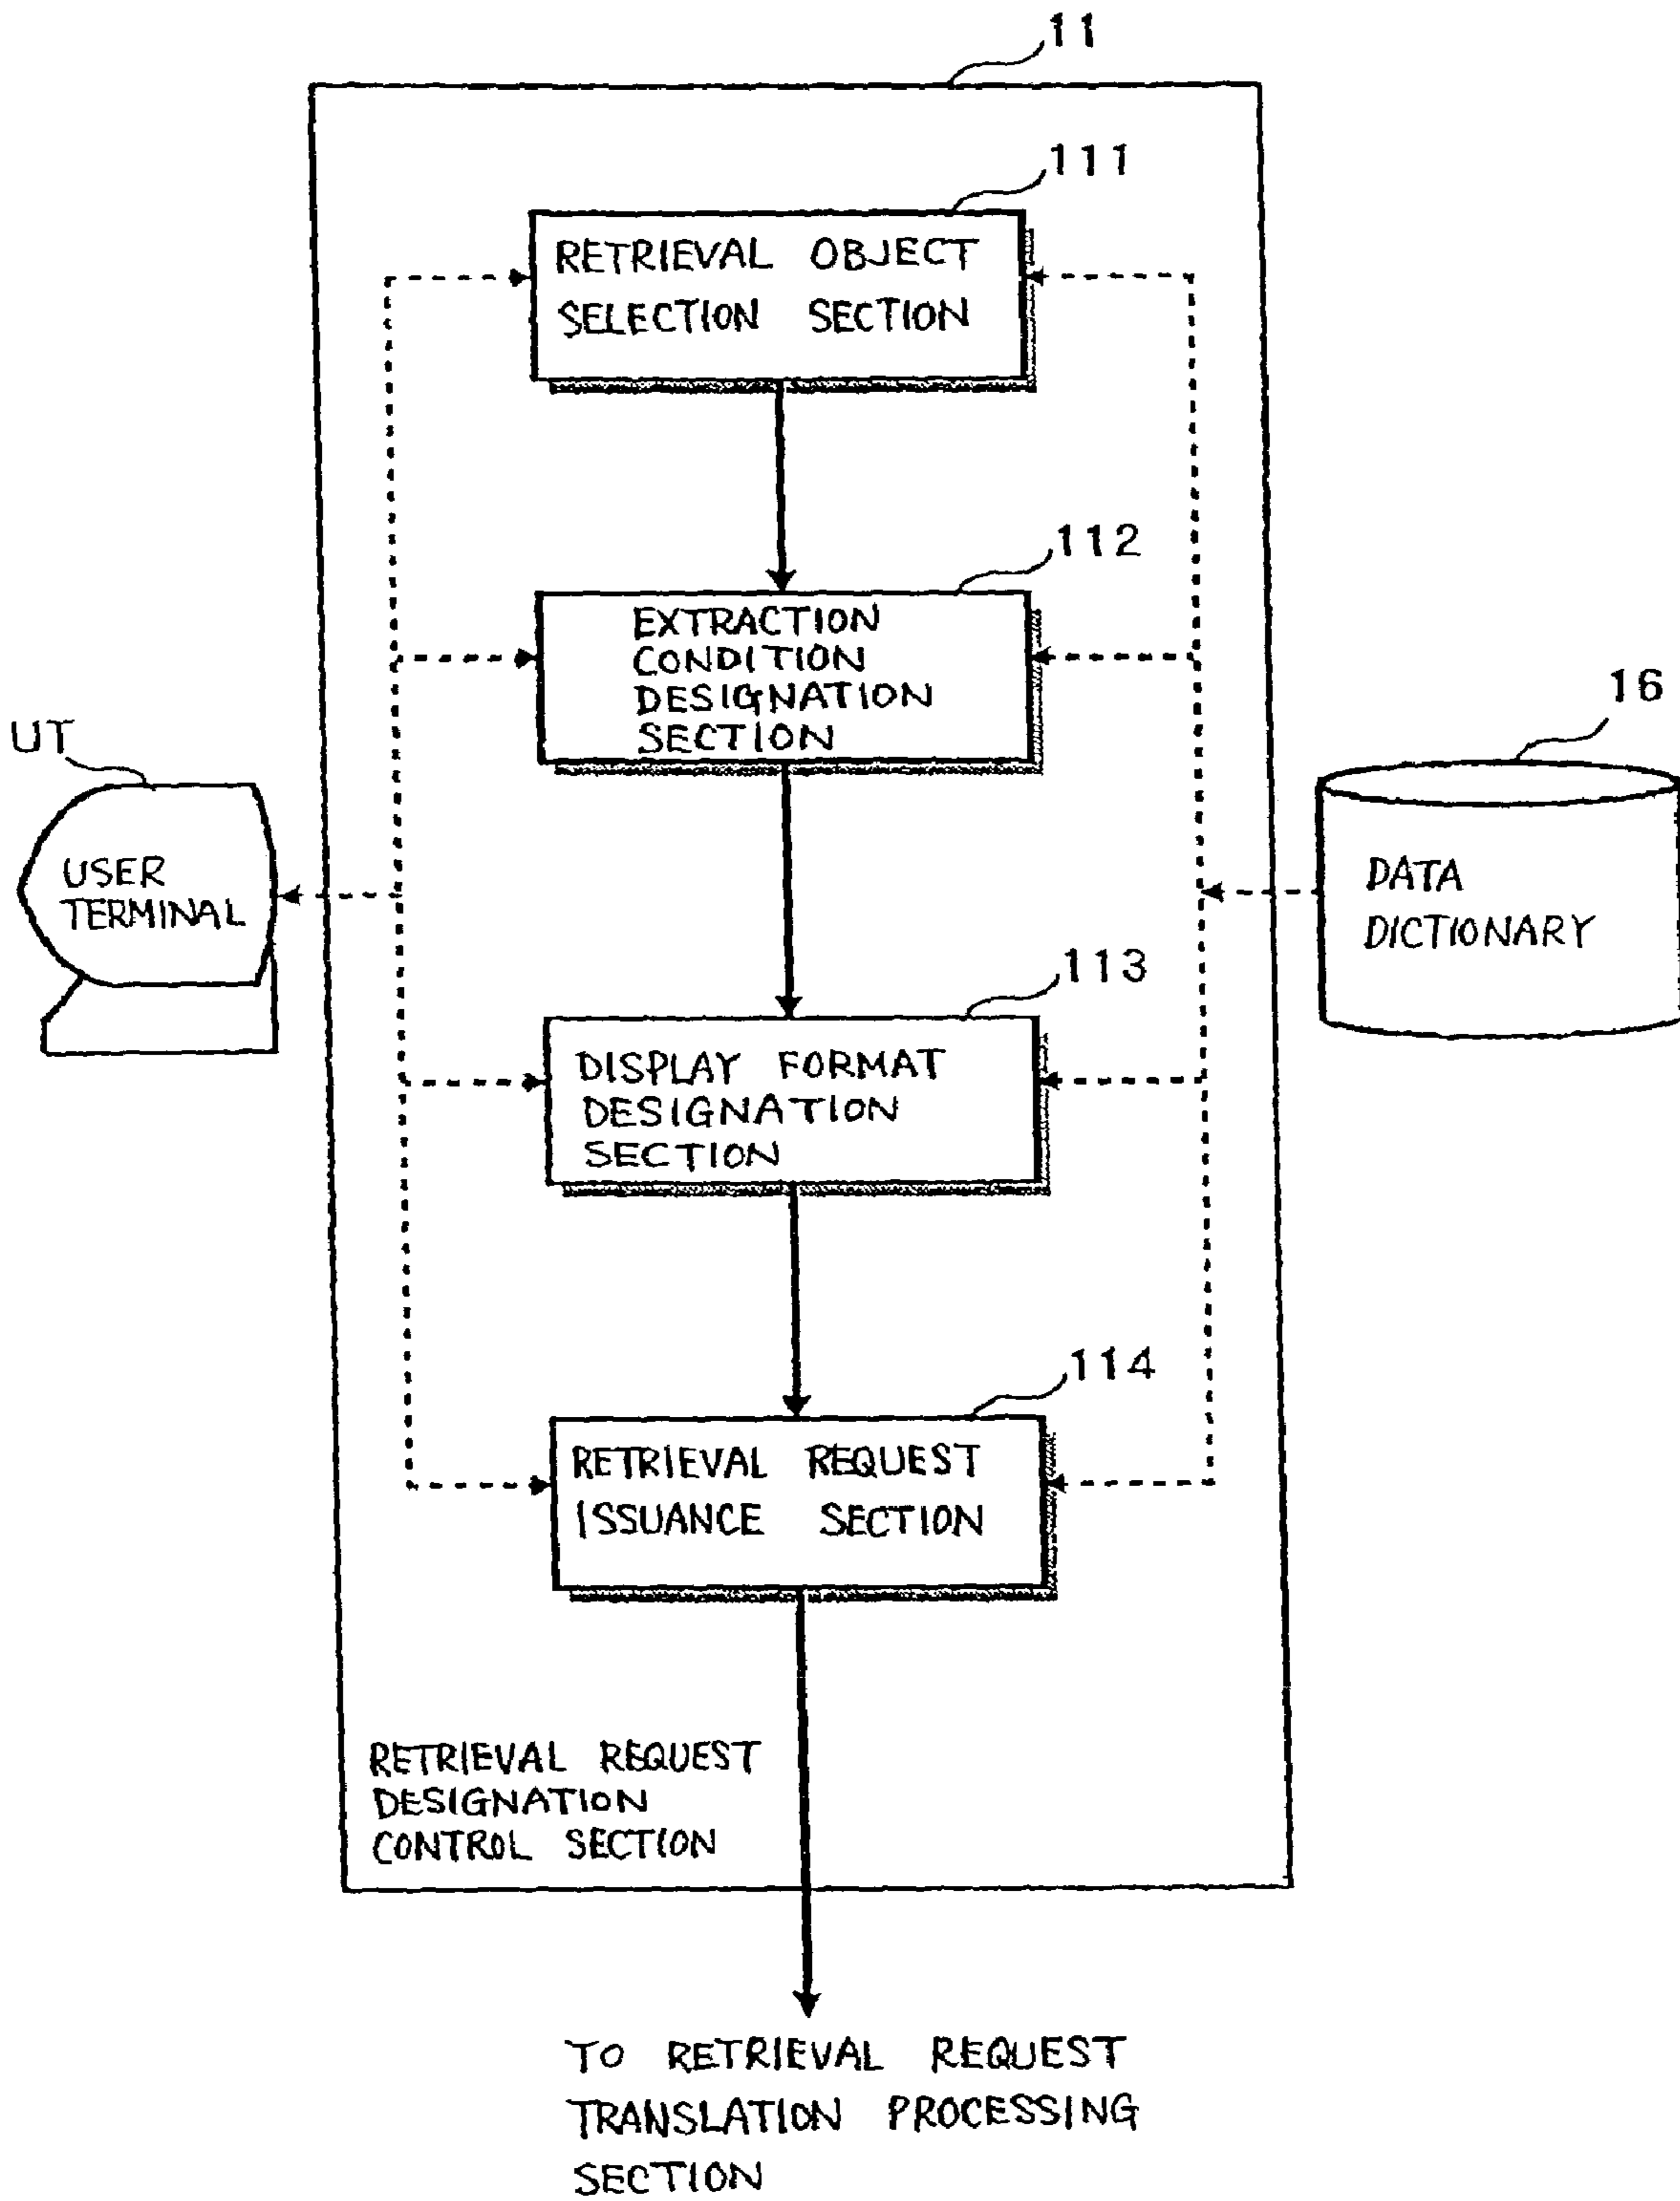 11
111
RETRIEVAL OBJECT
SELECTION SECTION
112
EXTRACTION
CONDITION
DESIGNATION
SECTION
UT
USER
TERMINAL
16
DATA
DICTIONARY
113
DISPLAY FORMAT
DESIGNATION
SECTION
114
RETRIEVAL REQUEST
ISSUANCE SECTION
RETRIEVAL REQUEST
DESIGNATION
CONTROL SECTION
TO RETRIEVAL REQUEST
TRANSLATION PROCESSING
SECTION